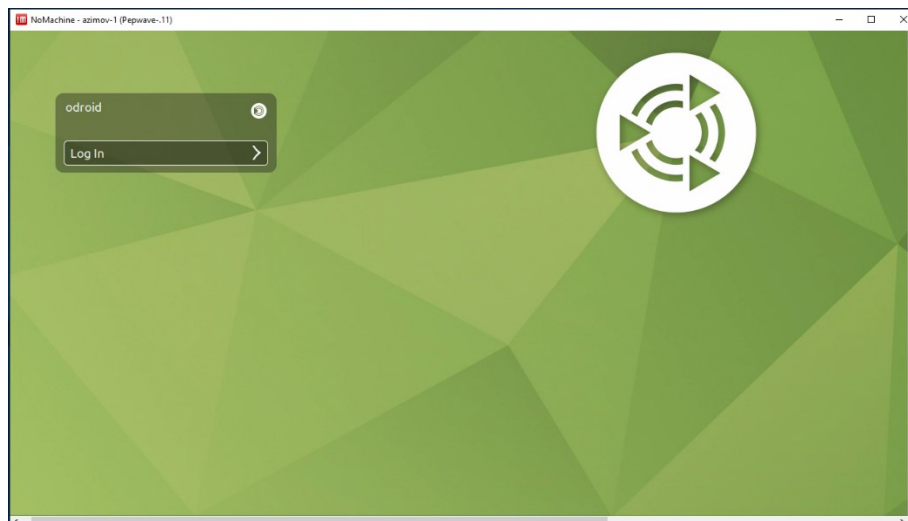 NoMachine - azimov-1 (Pepwave-.11)
odroid
Log In